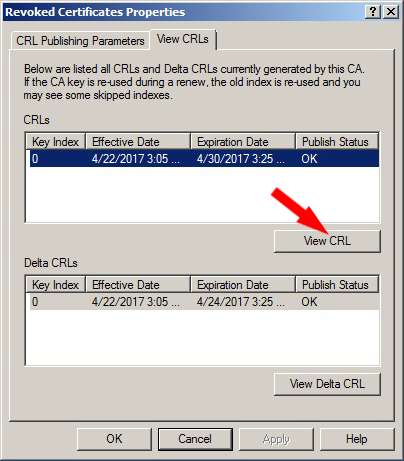 Revoked Certificates Properties
CRL Publishing Parameters View CRLs
Below are listed all CRLs and Delta CRLs currently generated by this CA.
If the CA key is re-used during a renew, the old index is re-used and you
may see some skipped indexes.
CRLs
Key Index Effective Date Expiration Date Publish Status
0 4/22/2017 3:05 ... 4/30/2017 3:25 ... OK
View CRL
Delta CRLs
Key Index Effective Date Expiration Date Publish Status
0 4/22/2017 3:05 ... 4/24/2017 3:25 ... OK
View Delta CRL
OK Cancel Apply Help